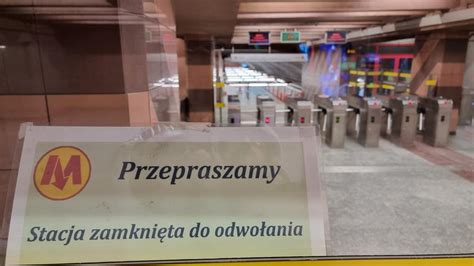 M
Przepraszamy
Stacja zamknięta do odwołania